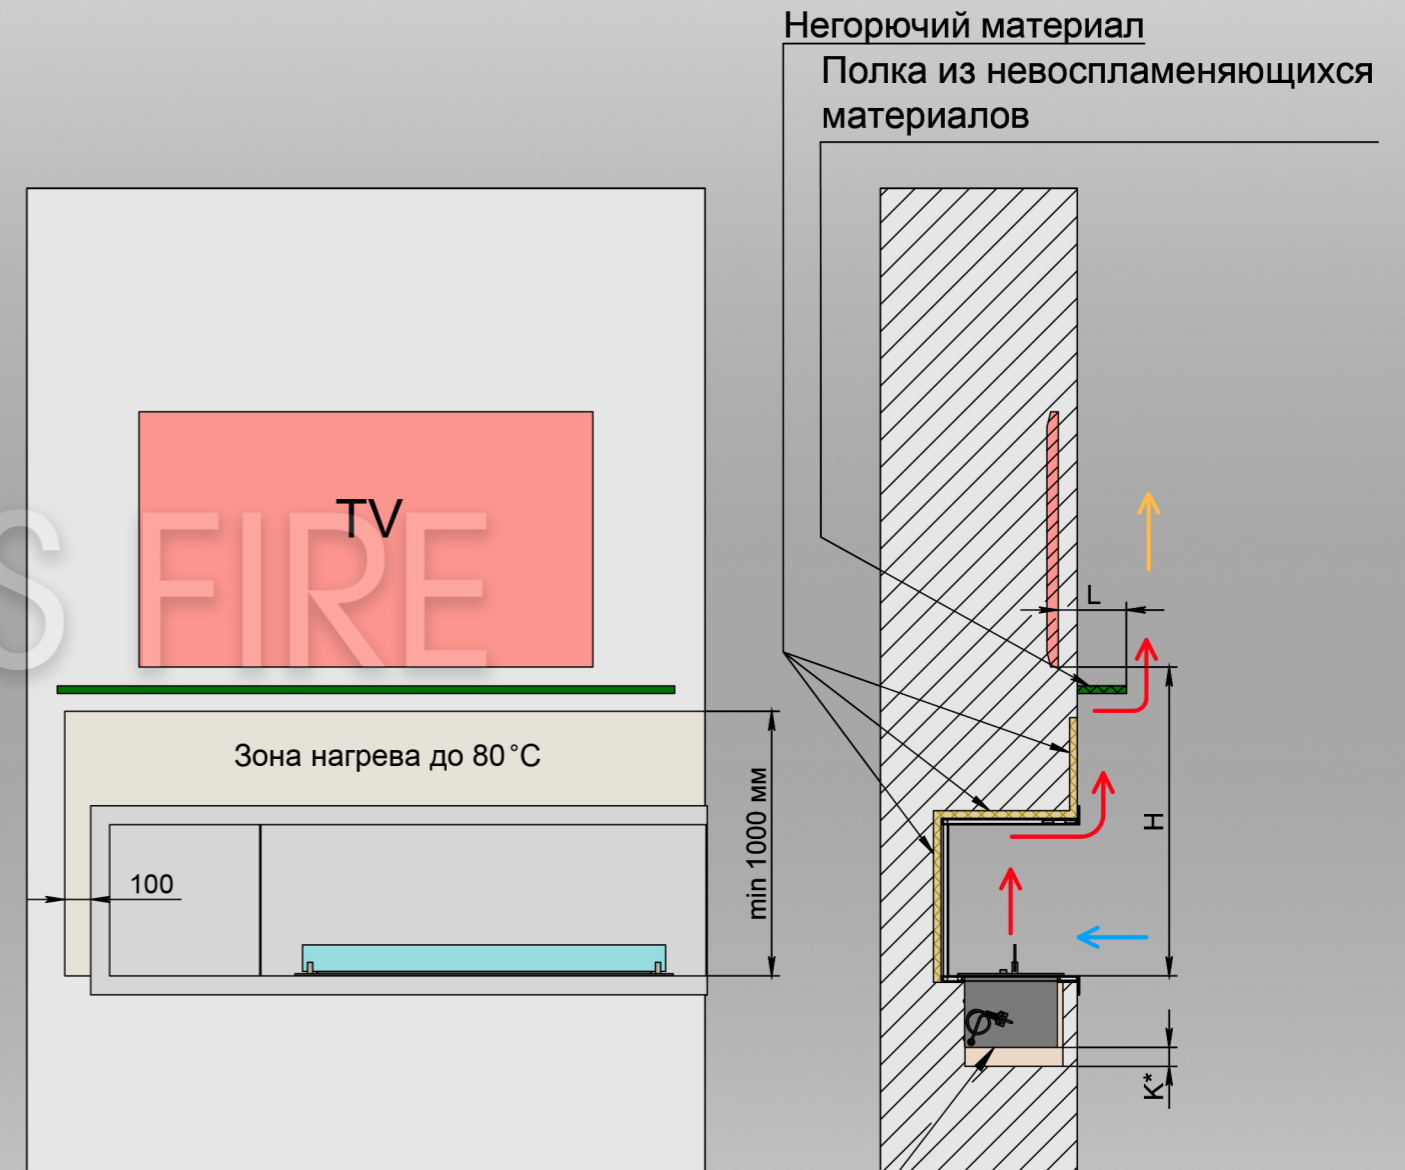 Негорючий материал
Полка из невоспламеняющихся
материалов
TV
S FIRE
L
Зона нагрева до 80°C
min 1000 мм
H
100
K*